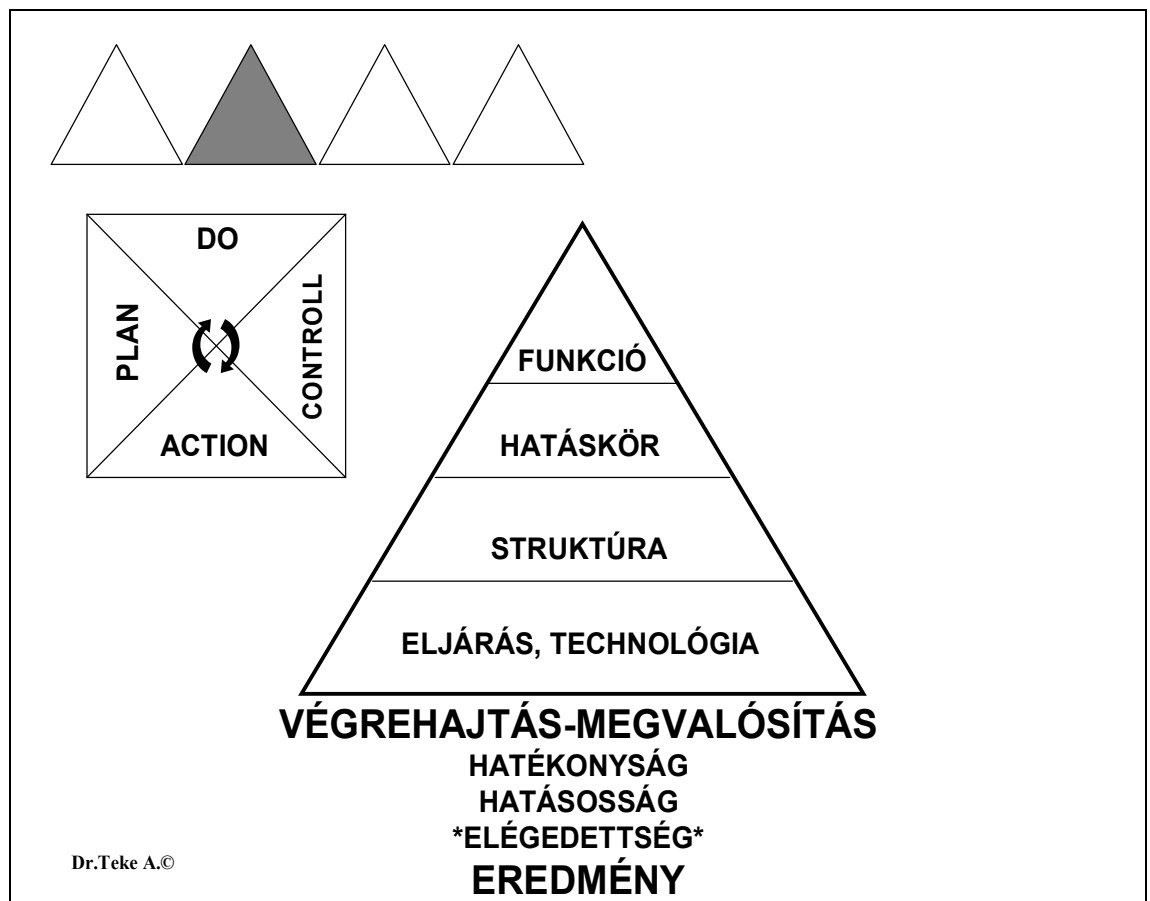 DO
PLAN
CONTROLL
ACTION
FUNKCIÓ
HATÁSKÖR
STRUKTÚRA
ELJÁRÁS, TECHNOLÓGIA
VÉGREHAJTÁS-MEGVALÓSÍTÁS
HATÉKONYSÁG
HATÁSOSSÁG
*ELÉGEDETTSÉG*
Dr.Teke A.©
EREDMÉNY